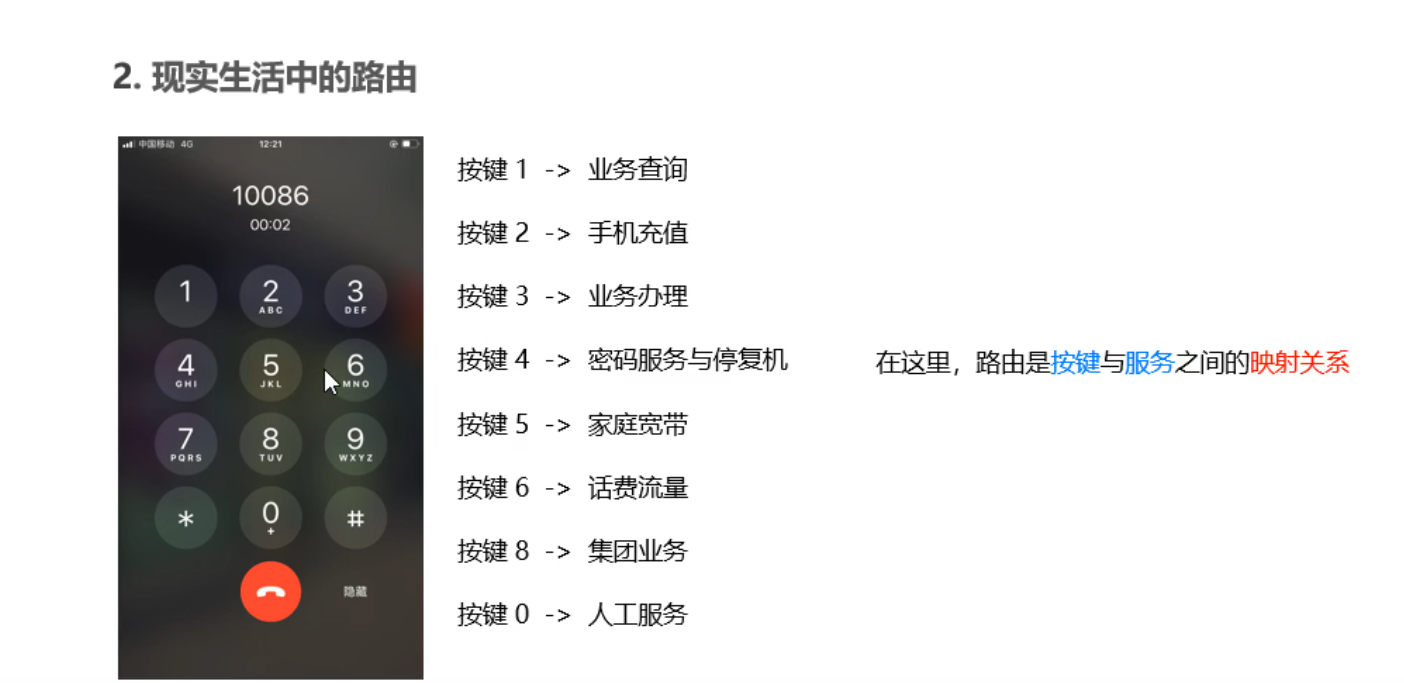 2. 现实生活中的路由
中国移动 4G 12:21
10086
00:02
1 2 3
ABC DEF
4 5 6
GHI JKL MNO
7 8 9
PQRS TUV WXYZ
* 0 #
+
隐藏
按键 1 -> 业务查询
按键 2 -> 手机充值
按键 3 -> 业务办理
按键 4 -> 密码服务与停复机
按键 5 -> 家庭宽带
按键 6 -> 话费流量
按键 8 -> 集团业务
按键 0 -> 人工服务
在这里，路由是按键与服务之间的映射关系